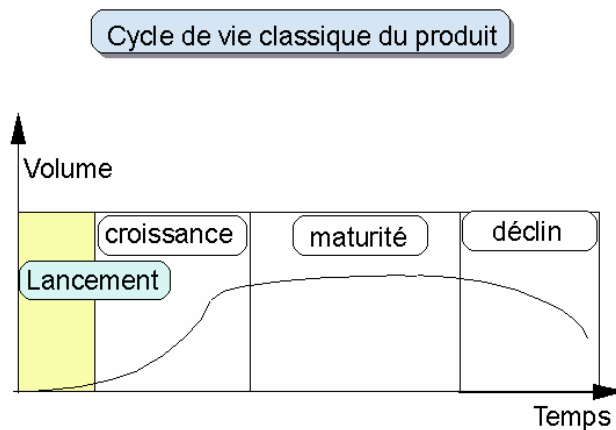 Cycle de vie classique du produit
Volume
croissance
maturité
déclin
Lancement
Temps